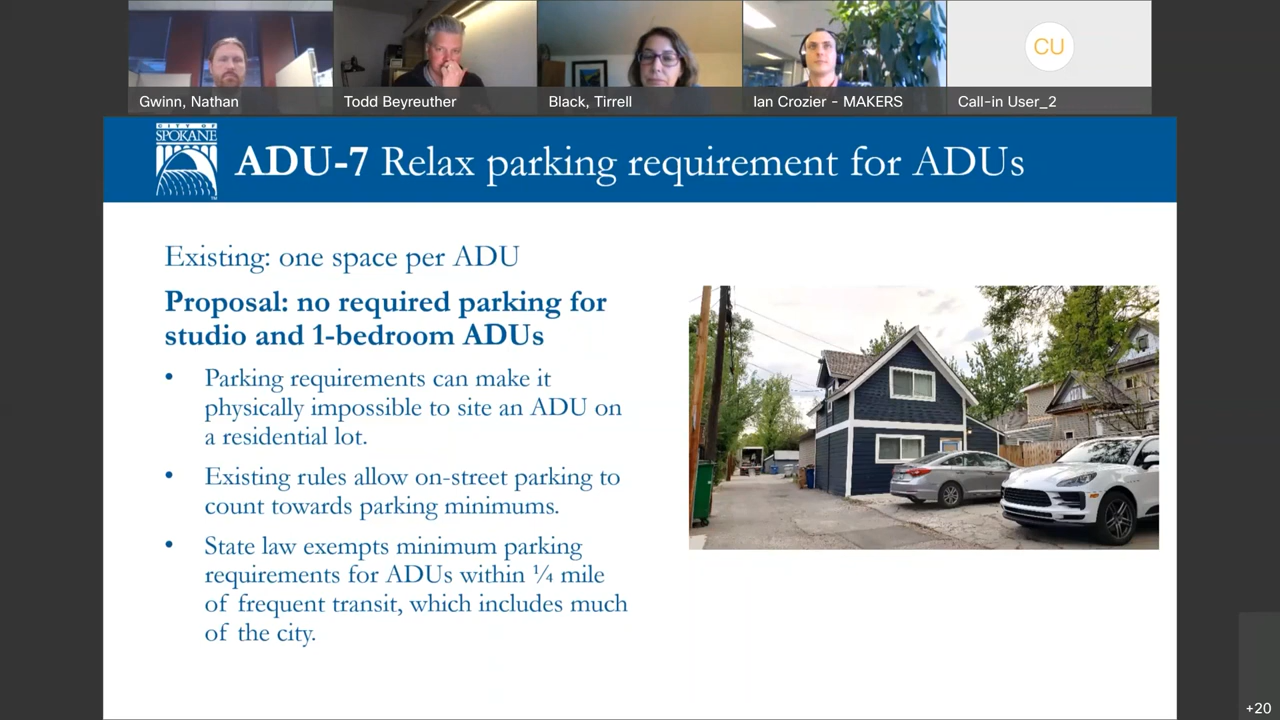 Gwinn, Nathan
Todd Beyreuther
Black, Tirrell
Ian Crozier - MAKERS
CU
Call-in User_2
CITY OF
SPOKANE
ADU-7 Relax parking requirement for ADUs
Existing: one space per ADU
Proposal: no required parking for
studio and 1-bedroom ADUs
• Parking requirements can make it
physically impossible to site an ADU on
a residential lot.
• Existing rules allow on-street parking to
count towards parking minimums.
• State law exempts minimum parking
requirements for ADUs within ¼ mile
of frequent transit, which includes much
of the city.
+20